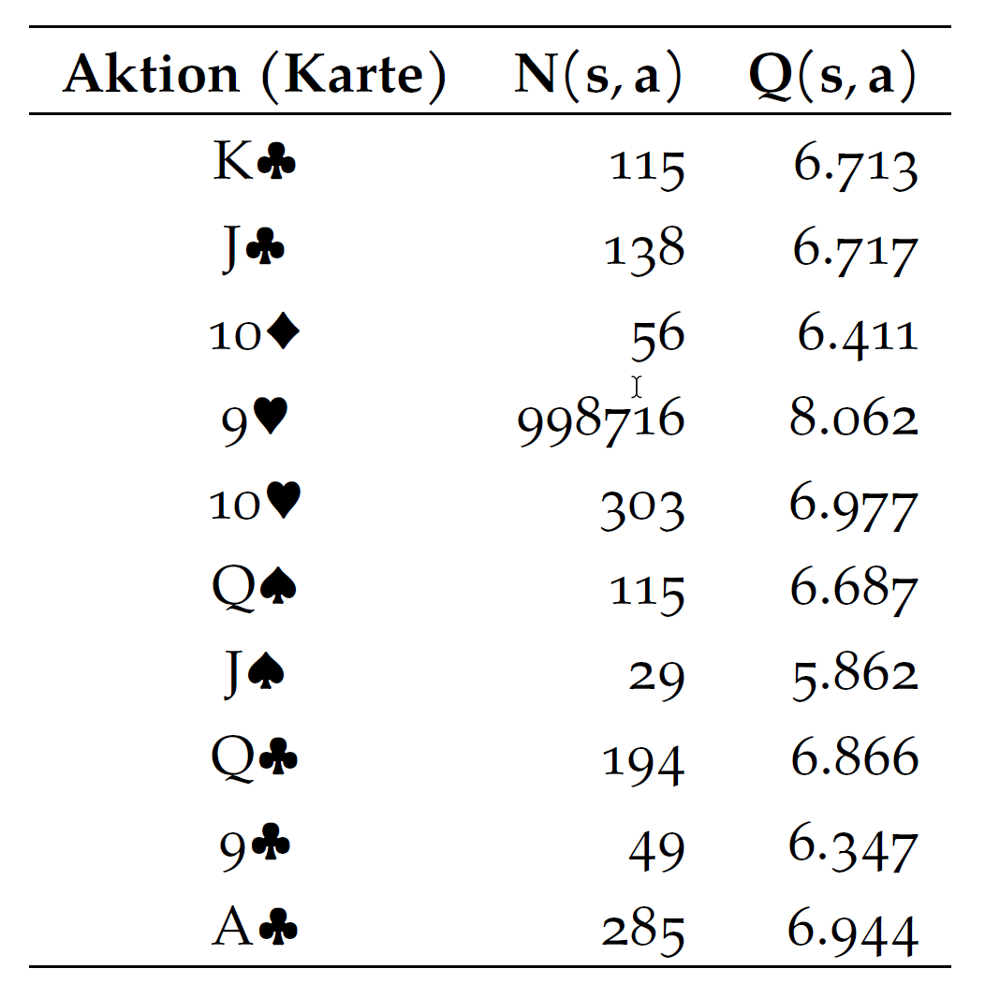 Aktion (Karte) N(s, a) Q(s, a)
K♣ 115 6.713
J♣ 138 6.717
10♦ 56 6.411
9♥ 998716 8.062
10♥ 303 6.977
Q♠ 115 6.687
J♠ 29 5.862
Q♣ 194 6.866
9♣ 49 6.347
A♣ 285 6.944